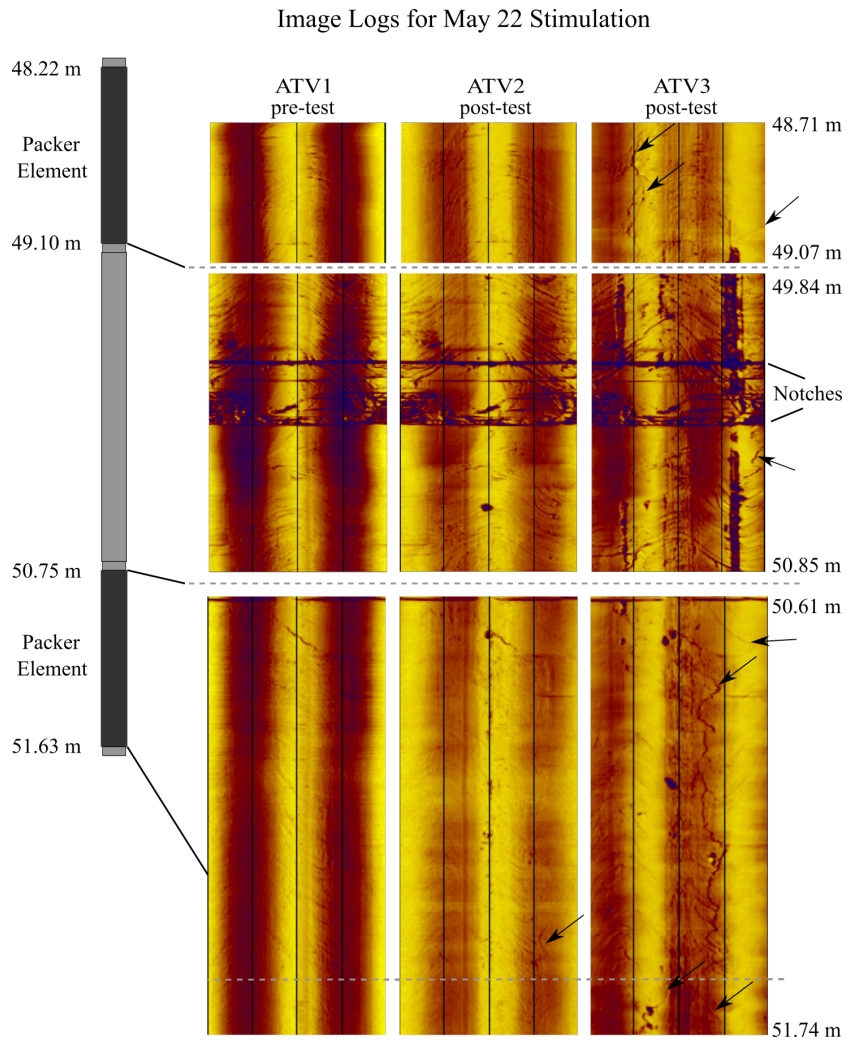 Image Logs for May 22 Stimulation
48.22 m
Packer
Element
49.10 m
50.75 m
Packer
Element
51.63 m
ATV1
pre-test
ATV2
post-test
ATV3
post-test
48.71 m
49.07 m
49.84 m
Notches
50.85 m
50.61 m
51.74 m